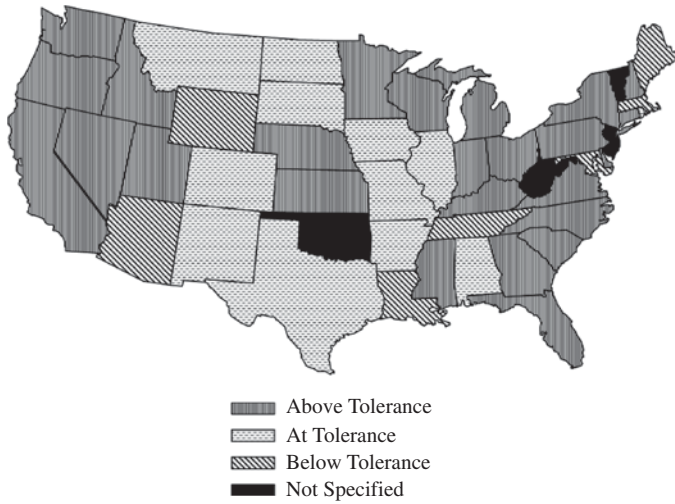 Above Tolerance
At Tolerance
Below Tolerance
Not Specified